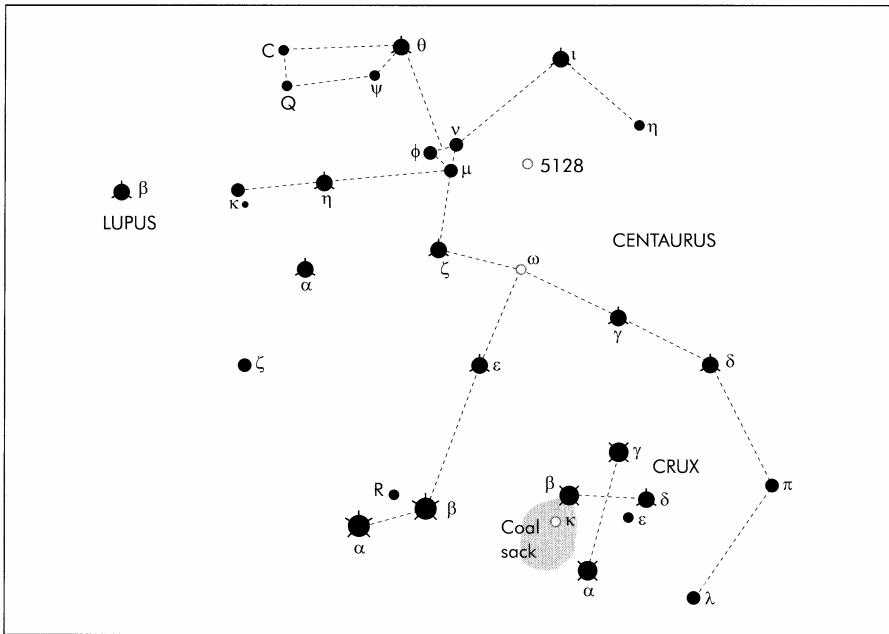 C
θ
ι
Q
ψ
ν
η
φ
μ
5128
β
κ
η
LUPUS
CENTAURUS
ζ
ω
α
γ
ζ
ε
δ
γ
CRUX
R
β
β
δ
π
κ
ε
Coal
sack
α
α
λ